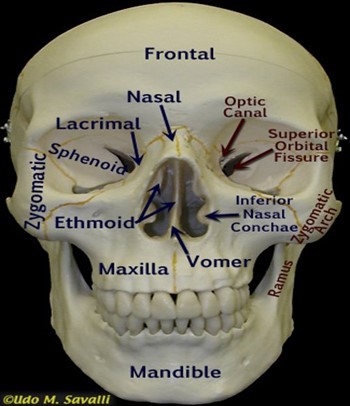 Frontal
Nasal
Optic
Canal
Lacrimal
Superior
Orbital
Fissure
Sphenoid
Zygomatic
Inferior
Nasal
Conchae
Ethmoid
Zygomatic
Arch
Vomer
Maxilla
Ramus
Mandible
©Udo M. Savalli